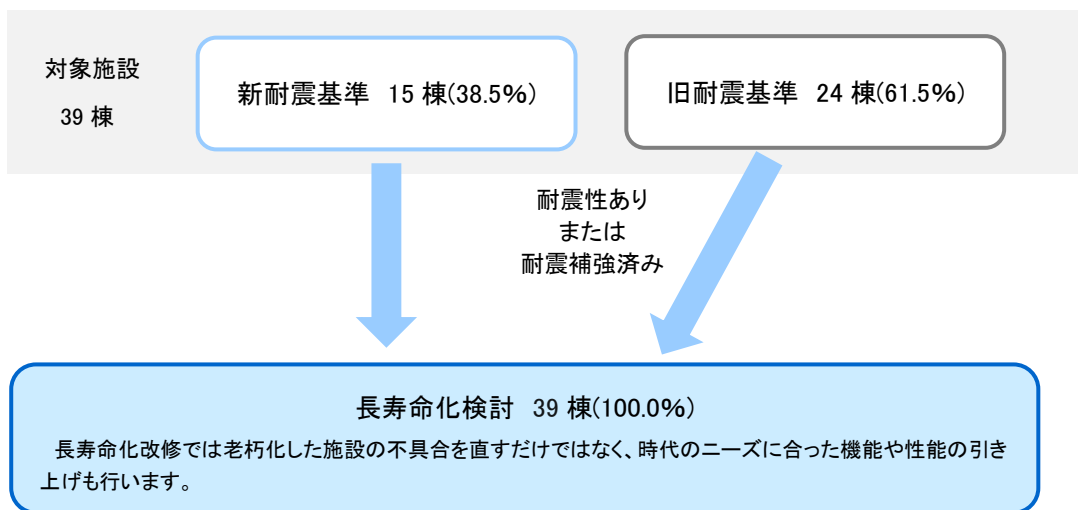 対象施設
39 棟
新耐震基準 15 棟(38.5%)
旧耐震基準 24 棟(61.5%)
耐震性あり
または
耐震補強済み
長寿命化検討 39 棟(100.0%)
長寿命化改修では老朽化した施設の不具合を直すだけではなく、時代のニーズに合った機能や性能の引き
上げも行います。